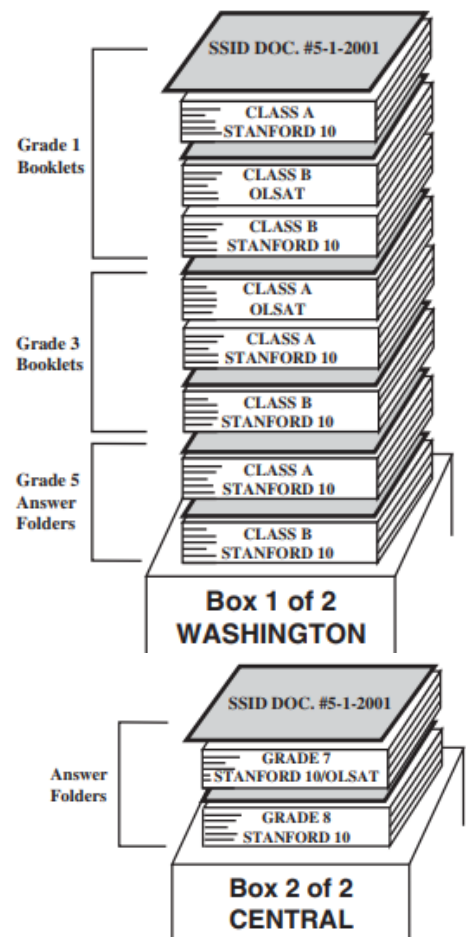 SSID DOC. #5-1-2001
Grade 1
Booklets
CLASS A
STANFORD 10
CLASS B
OLSAT
CLASS B
STANFORD 10
Grade 3
Booklets
CLASS A
OLSAT
CLASS A
STANFORD 10
CLASS B
STANFORD 10
Grade 5
Answer
Folders
CLASS A
STANFORD 10
CLASS B
STANFORD 10
Box 1 of 2
WASHINGTON
SSID DOC. #5-1-2001
Answer
Folders
GRADE 7
STANFORD 10/OLSAT
GRADE 8
STANFORD 10
Box 2 of 2
CENTRAL